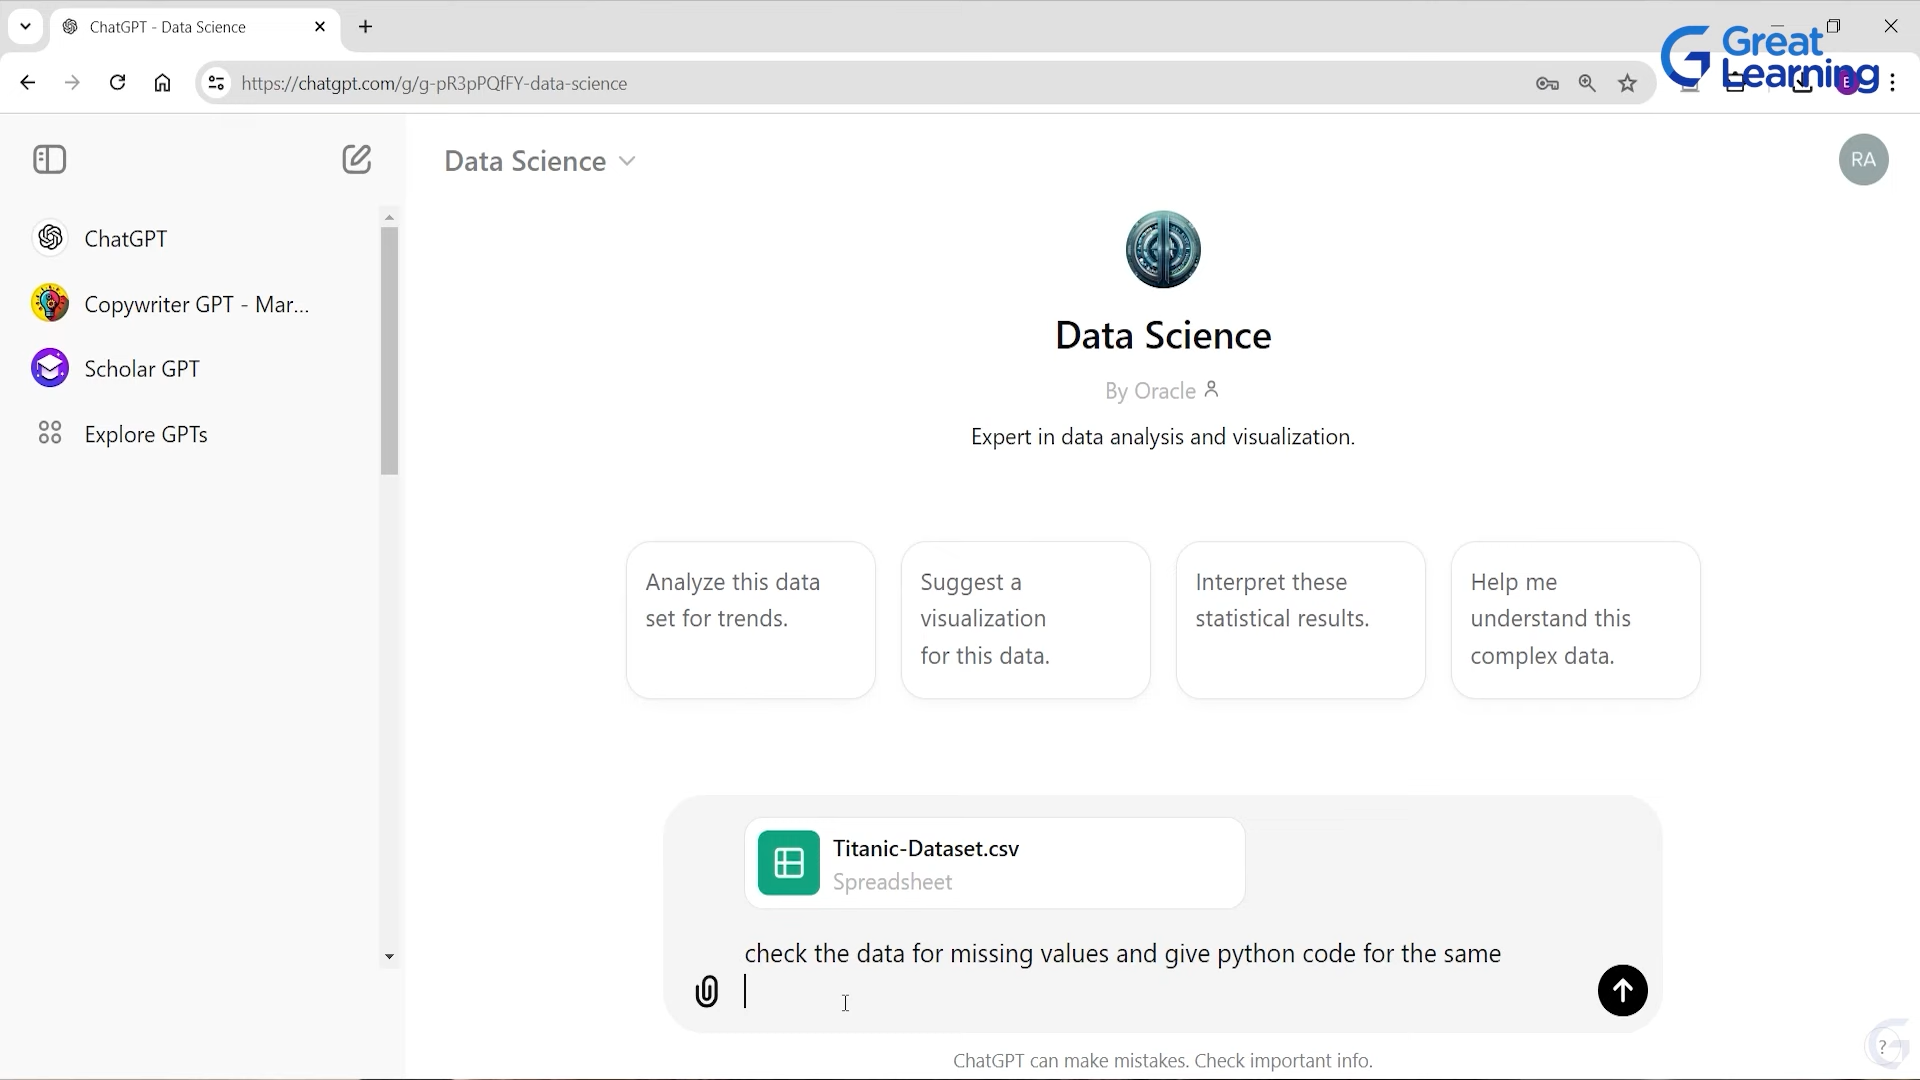 ChatGPT - Data Science
Great
Learning
https://chatgpt.com/g/g-pR3pPQfFY-data-science
E
Data Science
RA
ChatGPT
Copywriter GPT - Mar...
Scholar GPT
Explore GPTs
Data Science
By Oracle
Expert in data analysis and visualization.
Analyze this data
set for trends.
Suggest a
visualization
for this data.
Interpret these
statistical results.
Help me
understand this
complex data.
Titanic-Dataset.csv
Spreadsheet
check the data for missing values and give python code for the same
ChatGPT can make mistakes. Check important info.
?